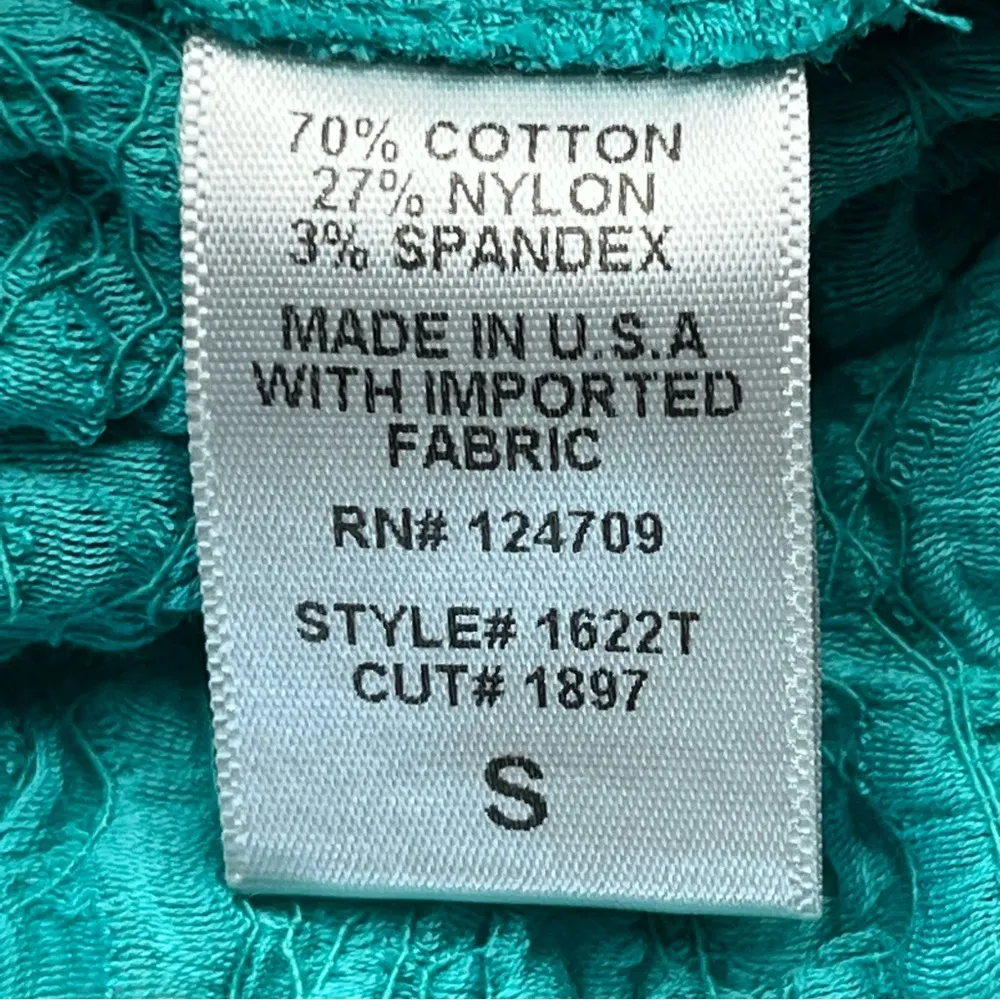 70% COTTON
27% NYLON
3% SPANDEX
MADE IN U.S.A
WITH IMPORTED
FABRIC
RN# 124709
STYLE# 1622T
CUT# 1897
S